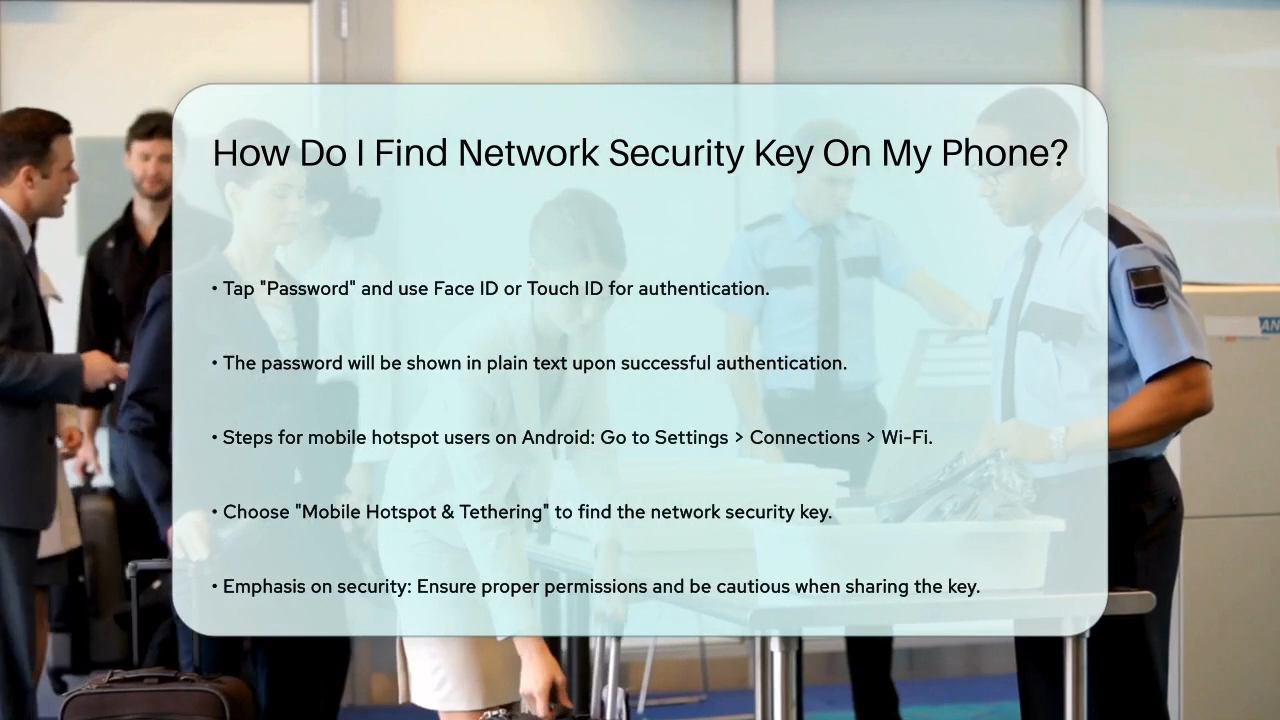 How Do I Find Network Security Key On My Phone?
• Tap "Password" and use Face ID or Touch ID for authentication.
• The password will be shown in plain text upon successful authentication.
• Steps for mobile hotspot users on Android: Go to Settings > Connections > Wi-Fi.
• Choose "Mobile Hotspot & Tethering" to find the network security key.
• Emphasis on security: Ensure proper permissions and be cautious when sharing the key.